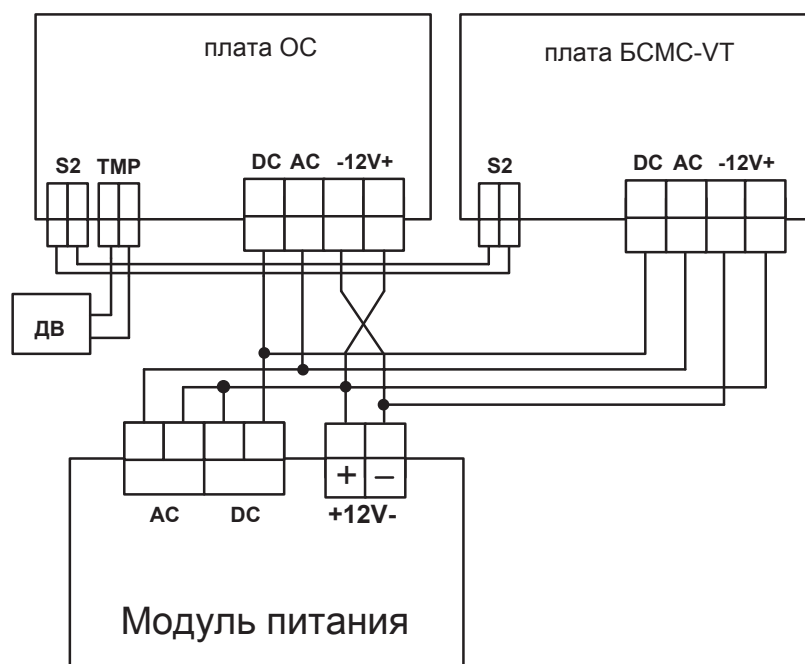 плата ОС
плата БСМС-VT
S2 ТМР
DC AC -12V+
S2
DC AC -12V+
ДВ
+ –
AC DC
+12V-
Модуль питания